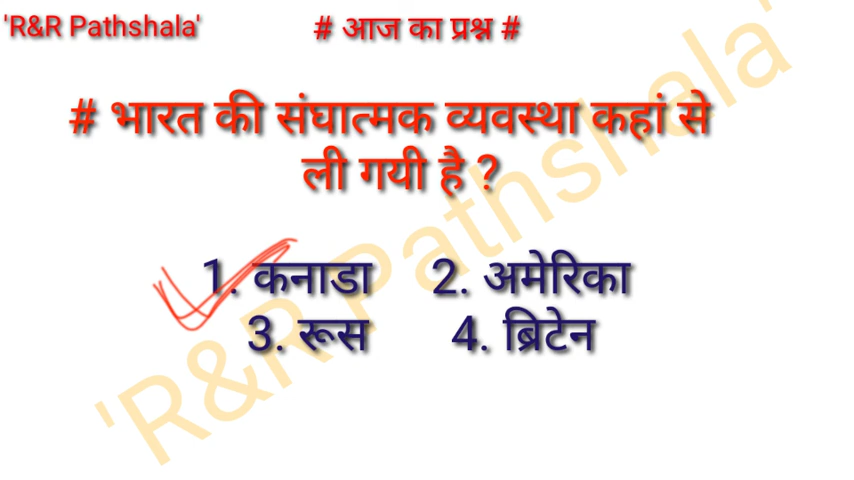 'R&R Pathshala' # आज का प्रश्न #
# भारत की संघात्मक व्यवस्था कहां से
ली गयी है ?
1. कनाडा 2. अमेरिका
3. रूस 4. ब्रिटेन
'R&R Pathshala'